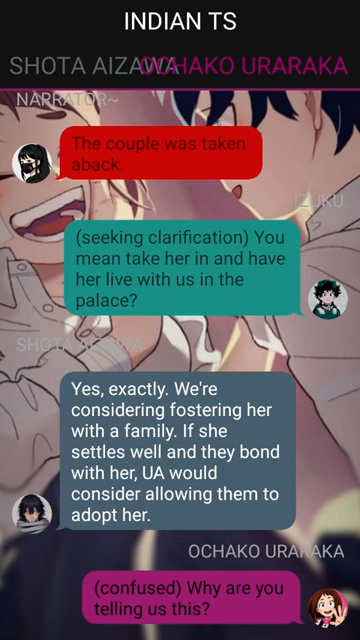 INDIAN TS
SHOTA AIZAWA OCHAKO URARAKA
NARRATOR~
The couple was taken
aback.
IZUKU
(seeking clarification) You
mean take her in and have
her live with us in the
palace?
SHOTA AIZAWA
Yes, exactly. We're
considering fostering her
with a family. If she
settles well and they bond
with her, UA would
consider allowing them to
adopt her.
OCHAKO URARAKA
(confused) Why are you
telling us this?